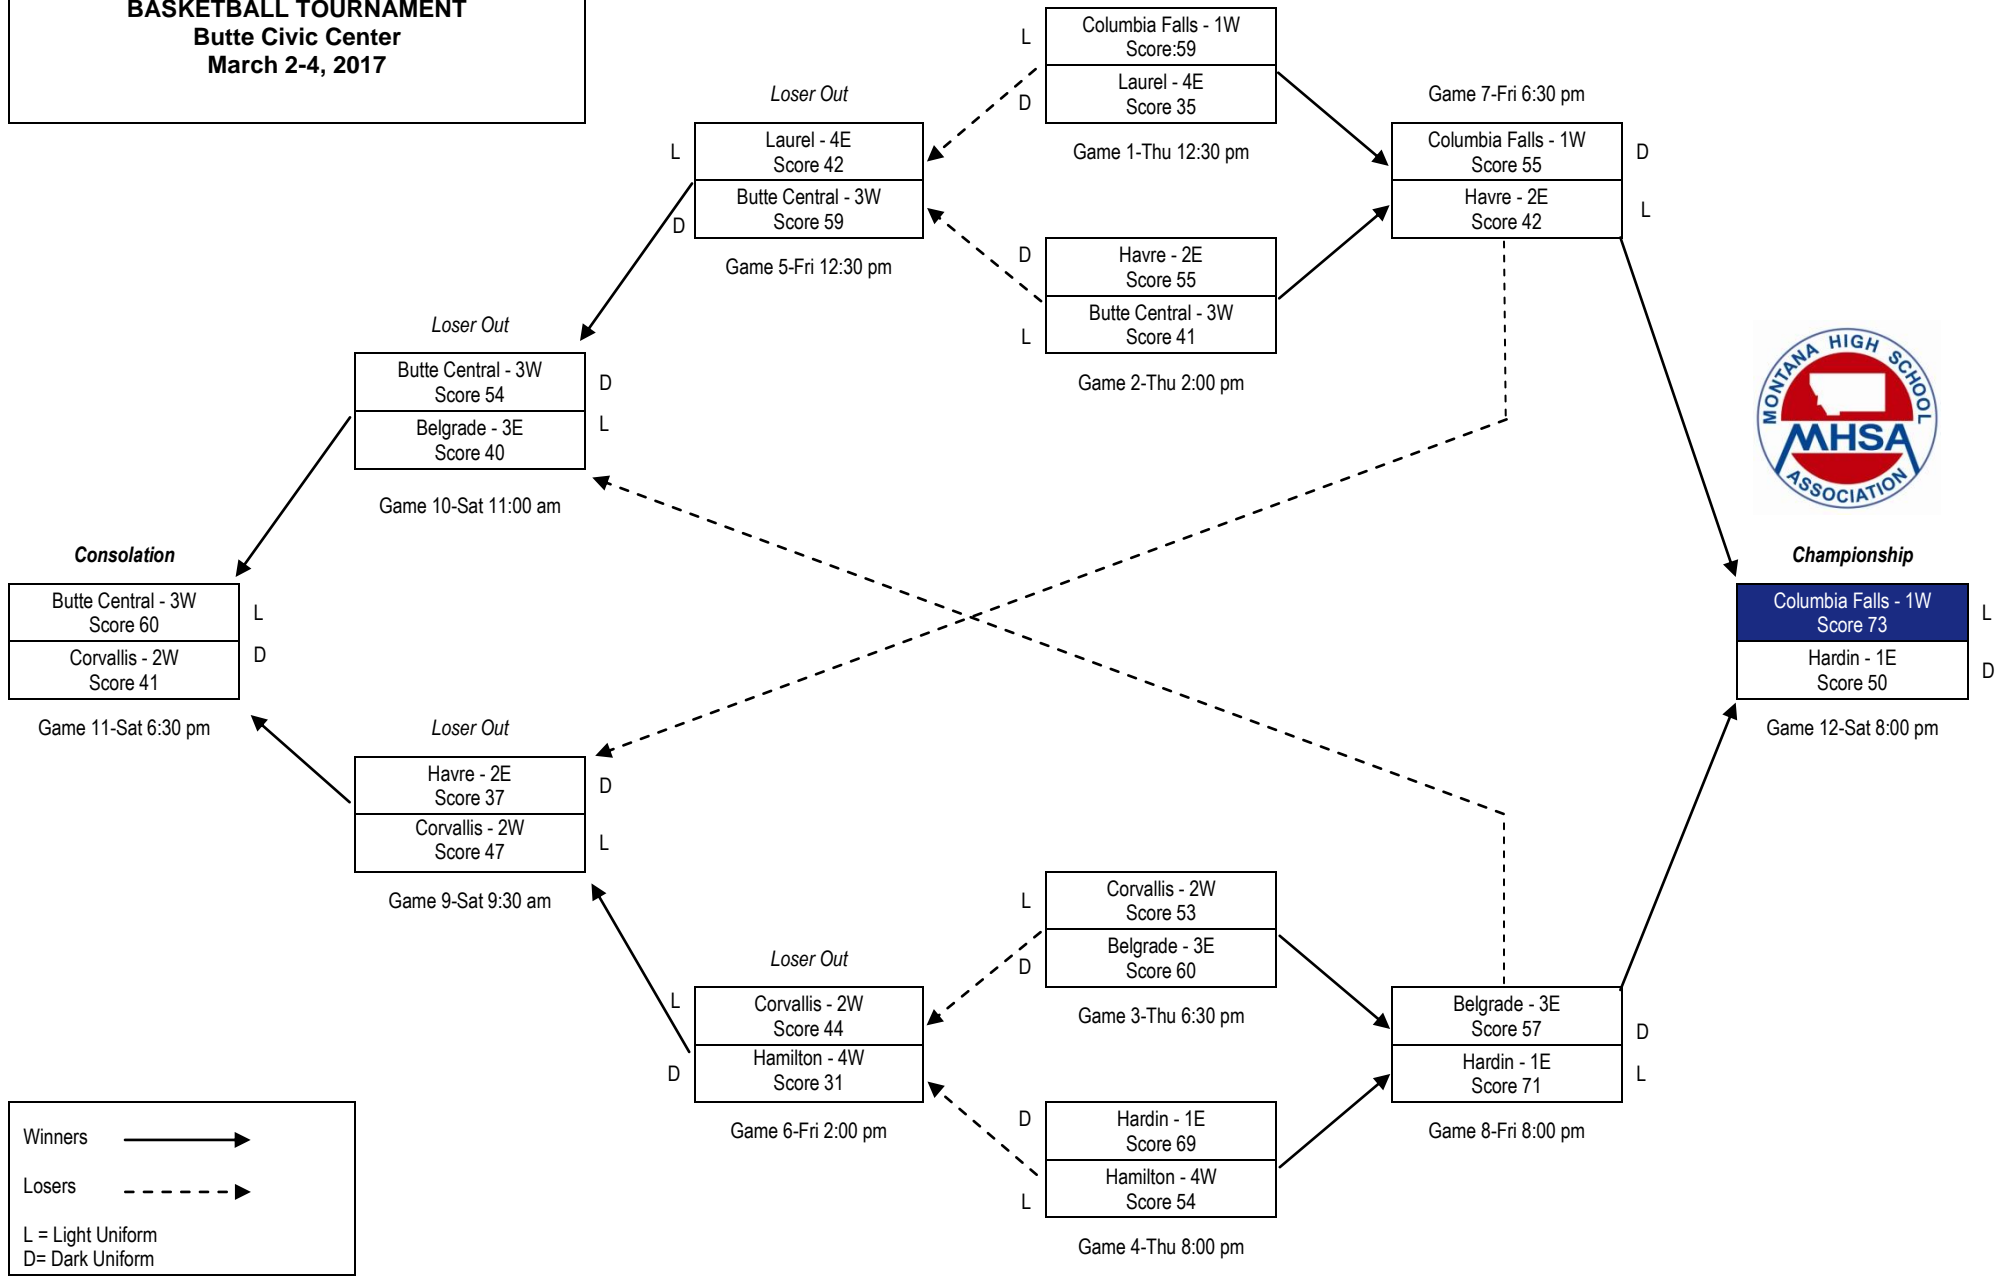 BASKETBALL TOURNAMENT
Butte Civic Center
March 2-4, 2017
L
Columbia Falls - 1W
Score:59
D
Laurel - 4E
Score 35
Game 1-Thu 12:30 pm
Loser Out
L
Laurel - 4E
Score 42
D
Butte Central - 3W
Score 59
Game 5-Fri 12:30 pm
Game 7-Fri 6:30 pm
Columbia Falls - 1W
Score 55
D
Havre - 2E
Score 42
L
D
Havre - 2E
Score 55
L
Butte Central - 3W
Score 41
Game 2-Thu 2:00 pm
Loser Out
Butte Central - 3W
Score 54
D
Belgrade - 3E
Score 40
L
Game 10-Sat 11:00 am
MONTANA HIGH SCHOOL
MHSA
ASSOCIATION
Consolation
Butte Central - 3W
Score 60
L
Corvallis - 2W
Score 41
D
Game 11-Sat 6:30 pm
Championship
Columbia Falls - 1W
Score 73
L
Hardin - 1E
Score 50
D
Game 12-Sat 8:00 pm
Loser Out
Havre - 2E
Score 37
D
Corvallis - 2W
Score 47
L
Game 9-Sat 9:30 am
L
Corvallis - 2W
Score 53
D
Belgrade - 3E
Score 60
Game 3-Thu 6:30 pm
Loser Out
L
Corvallis - 2W
Score 44
D
Hamilton - 4W
Score 31
Game 6-Fri 2:00 pm
Belgrade - 3E
Score 57
D
Hardin - 1E
Score 71
L
Game 8-Fri 8:00 pm
D
Hardin - 1E
Score 69
L
Hamilton - 4W
Score 54
Game 4-Thu 8:00 pm
Winners
Losers
L = Light Uniform
D= Dark Uniform